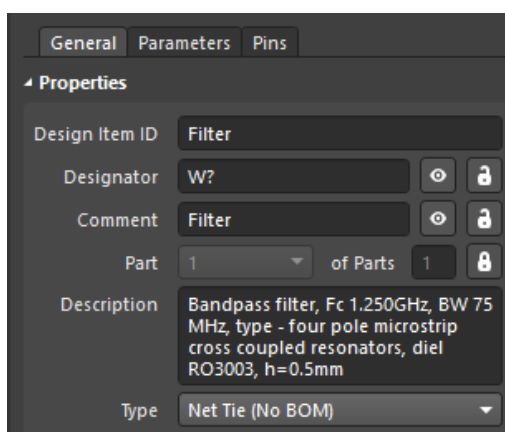 General Parameters Pins
Properties
Design Item ID Filter
Designator W?
Comment Filter
Part 1 of Parts 1
Description Bandpass filter, Fc 1.250GHz, BW 75
MHz, type - four pole microstrip
cross coupled resonators, diel
RO3003, h=0.5mm
Type Net Tie (No BOM)